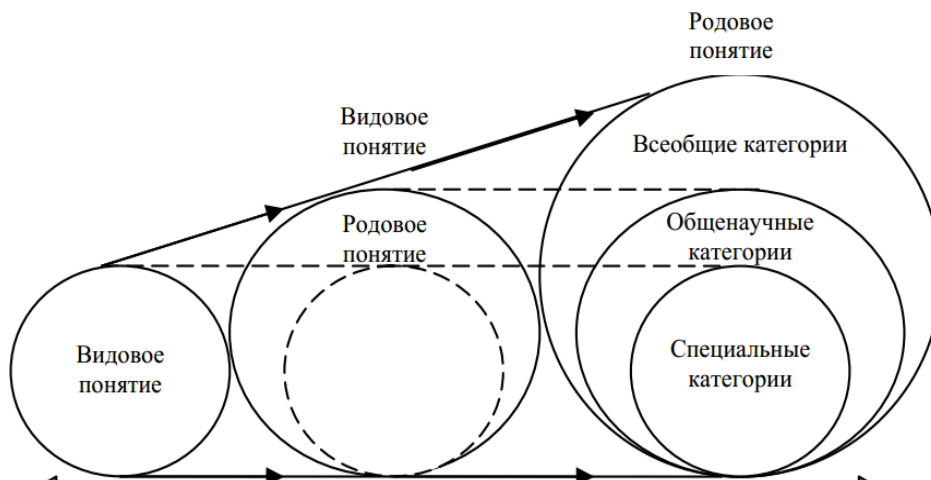 Родовое
понятие
Видовое
понятие
Всеобщие категории
Родовое
понятие
Общенаучные
категории
Видовое
понятие
Специальные
категории